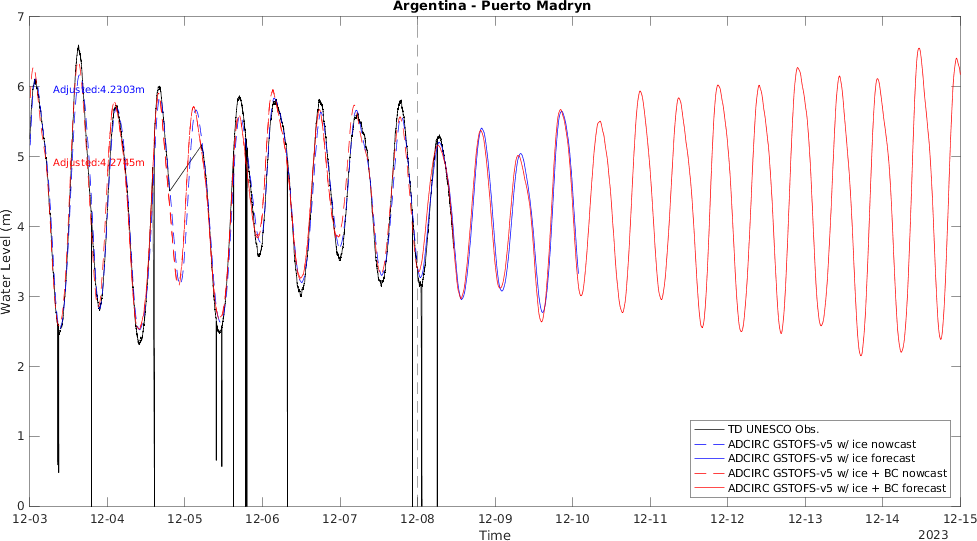 Argentina - Puerto Madryn
7
6
5
4
3
2
1
0
Water Level (m)
Adjusted:4.2303m
Adjusted:4.2745m
TD UNESCO Obs.
ADCIRC GSTOFS-v5 w/ ice nowcast
ADCIRC GSTOFS-v5 w/ ice forecast
ADCIRC GSTOFS-v5 w/ ice + BC nowcast
ADCIRC GSTOFS-v5 w/ ice + BC forecast
12-03 12-04 12-05 12-06 12-07 12-08 12-09 12-10 12-11 12-12 12-13 12-14 12-15
Time
2023